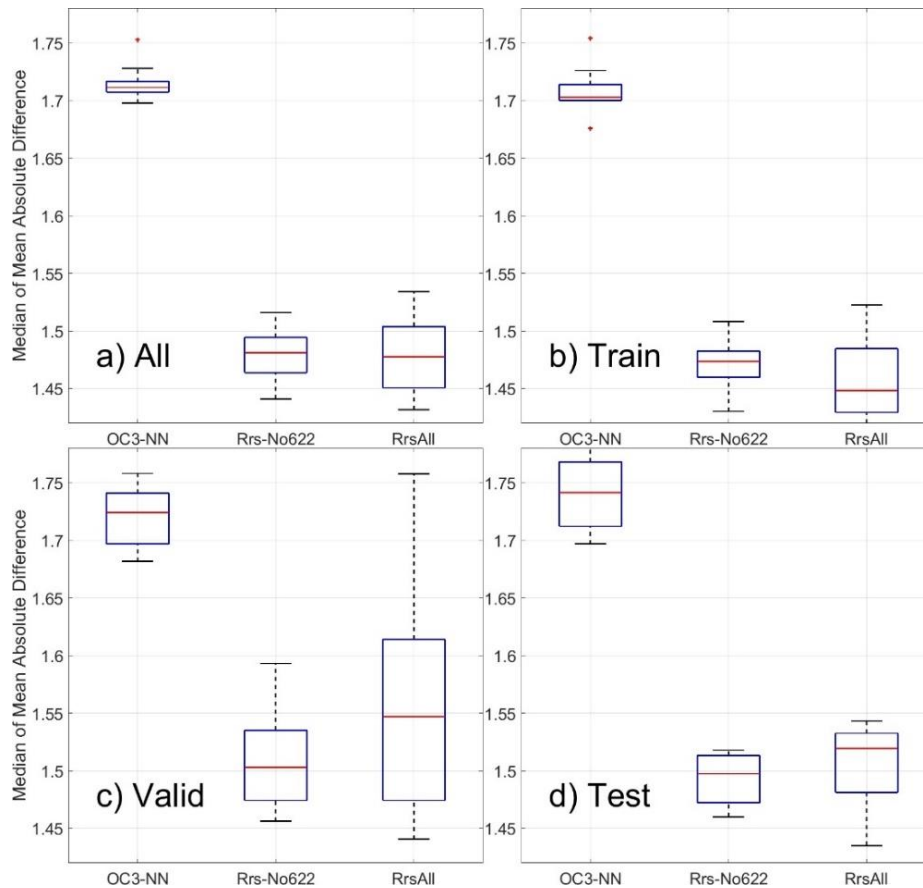 Median of Mean Absolute Difference
1.75
1.7
1.65
1.6
1.55
1.5
1.45
a) All
OC3-NN Rrs-No622 RrsAll
1.75
1.7
1.65
1.6
1.55
1.5
1.45
b) Train
OC3-NN Rrs-No622 RrsAll
Median of Mean Absolute Difference
1.75
1.7
1.65
1.6
1.55
1.5
1.45
c) Valid
OC3-NN Rrs-No622 RrsAll
1.75
1.7
1.65
1.6
1.55
1.5
1.45
d) Test
OC3-NN Rrs-No622 RrsAll